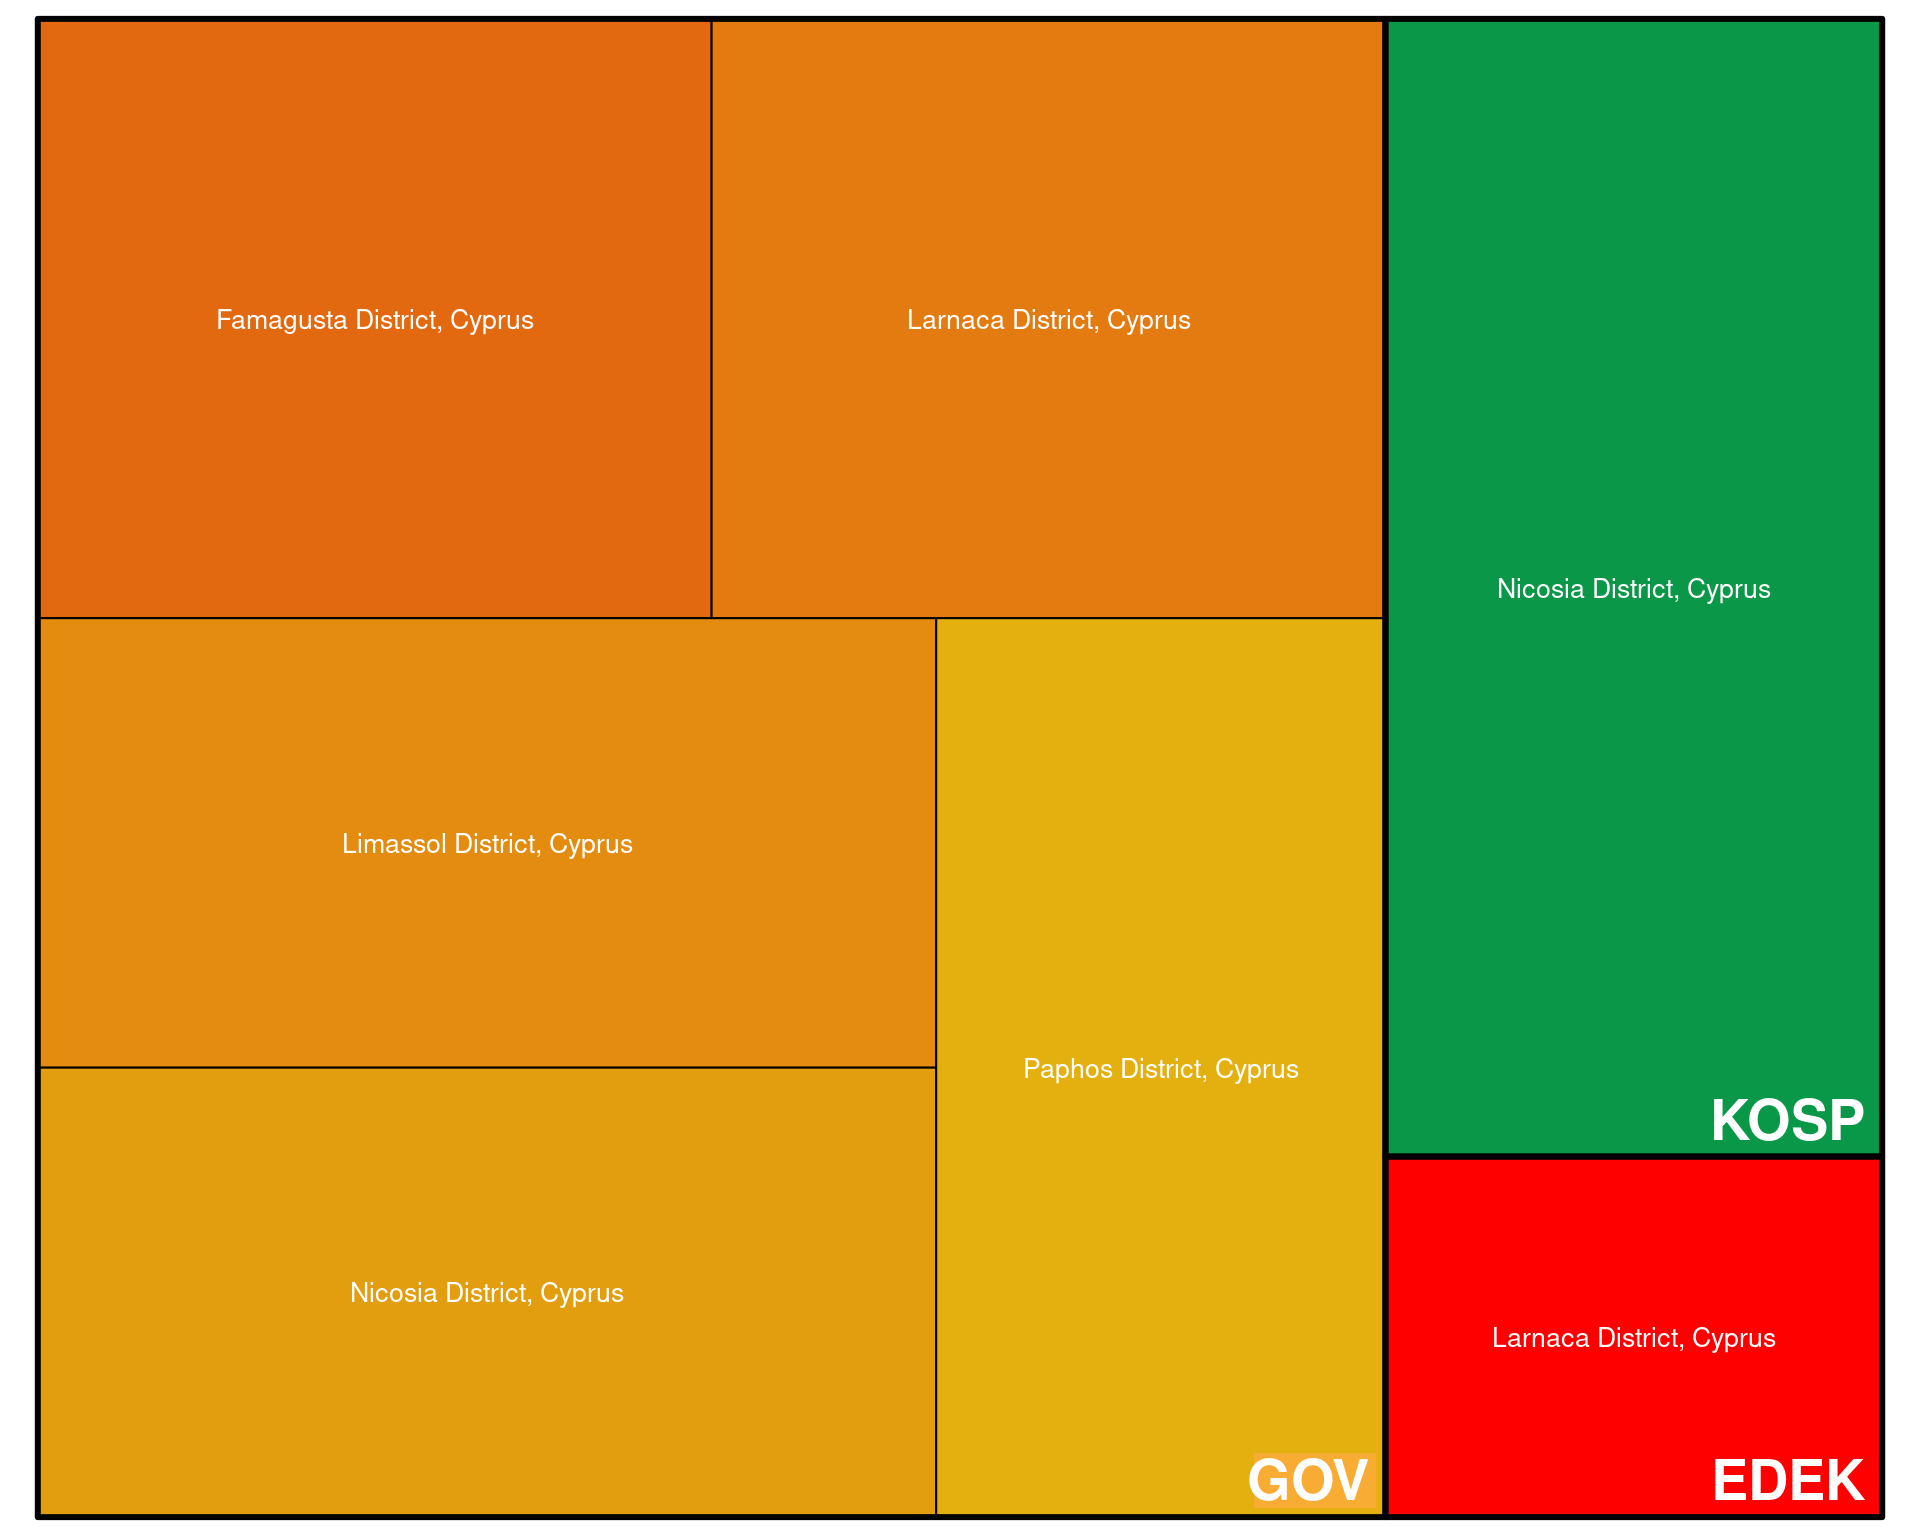 Famagusta District, Cyprus
Larnaca District, Cyprus
Limassol District, Cyprus
Nicosia District, Cyprus
Paphos District, Cyprus
GOV
Nicosia District, Cyprus
KOSP
Larnaca District, Cyprus
EDEK